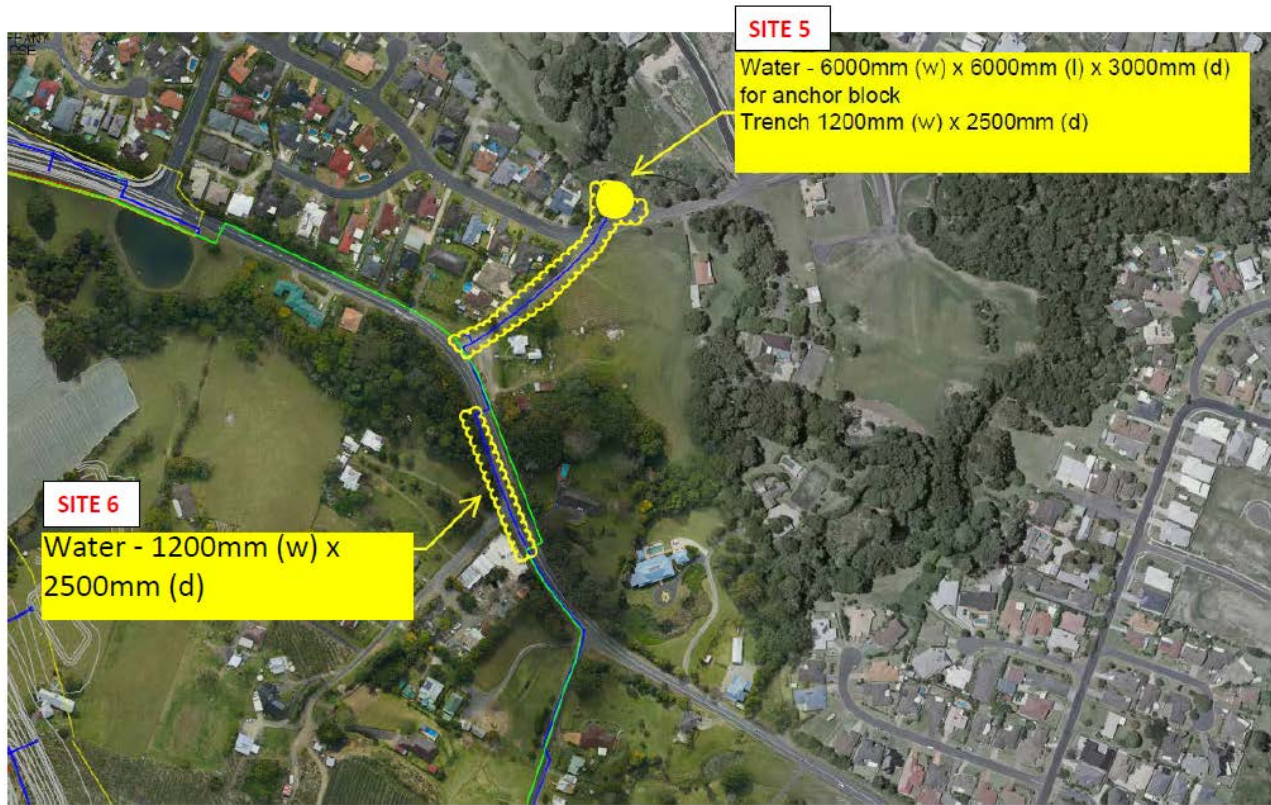 SITE 5
Water - 6000mm (w) x 6000mm (l) x 3000mm (d)
for anchor block
Trench 1200mm (w) x 2500mm (d)
SITE 6
Water - 1200mm (w) x
2500mm (d)